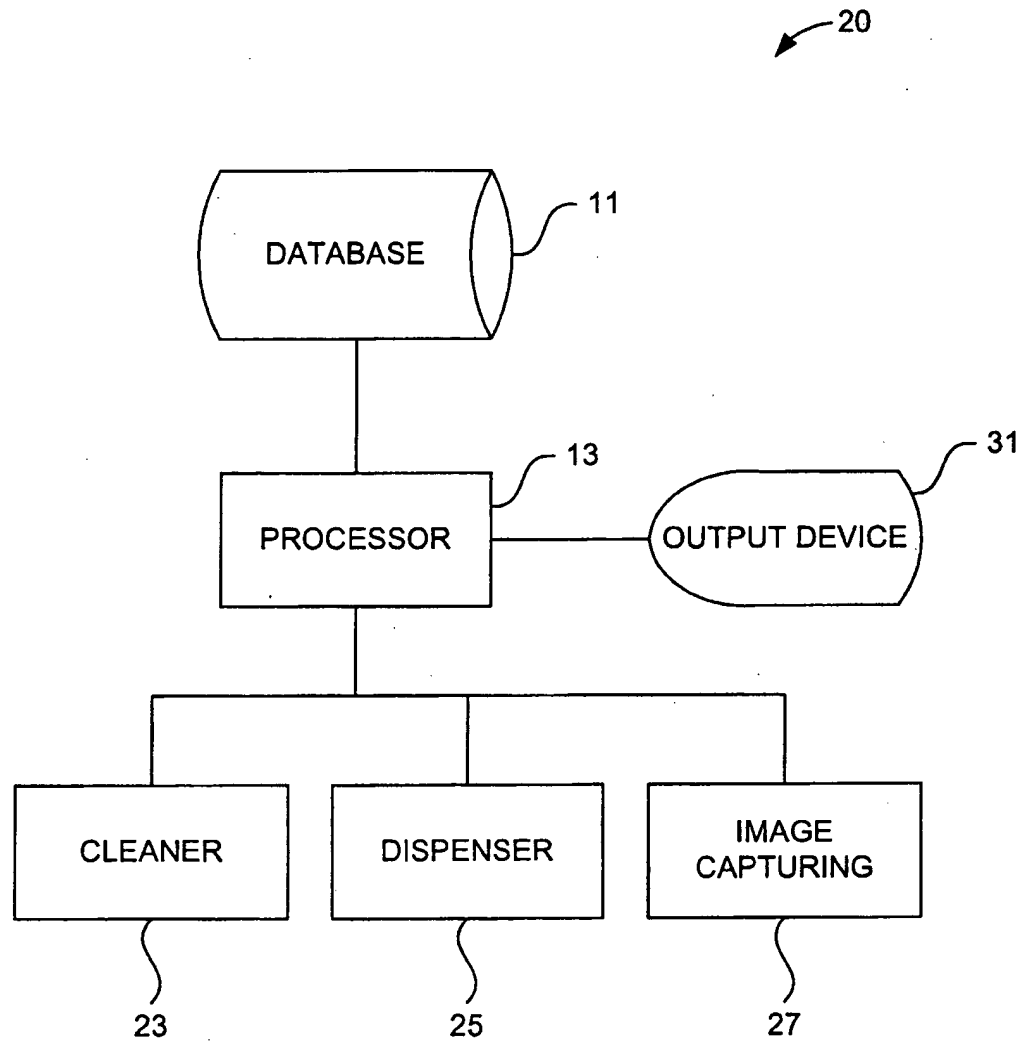 20
11
DATABASE
13
31
PROCESSOR
OUTPUT DEVICE
CLEANER
DISPENSER
IMAGE
CAPTURING
23
25
27